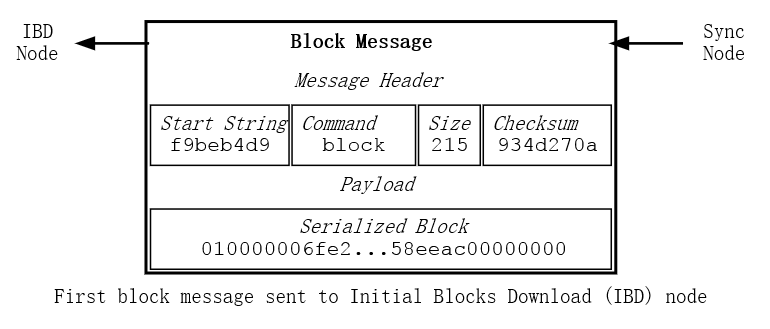 IBD
Node
Block Message
Sync
Node
Message Header
Start String Command Size Checksum
f9beb4d9 block 215 934d270a
Payload
Serialized Block
010000006fe2...58eeac00000000
First block message sent to Initial Blocks Download (IBD) node